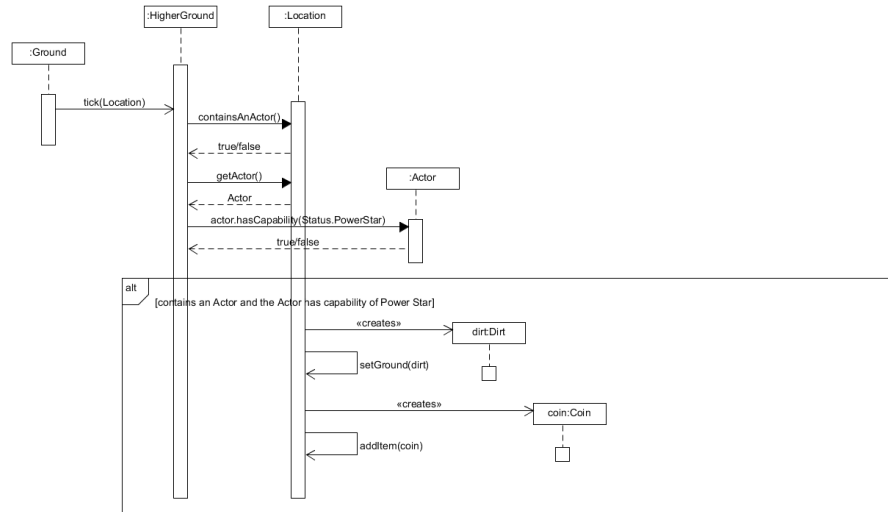 :HigherGround
:Location
:Ground
tick(Location)
containsAnActor()
true/false
getActor()
:Actor
Actor
actor.hasCapability(Status.PowerStar)
true/false
alt
[contains an Actor and the Actor has capability of Power Star]
«creates»
dirt:Dirt
setGround(dirt)
«creates»
coin:Coin
addItem(coin)